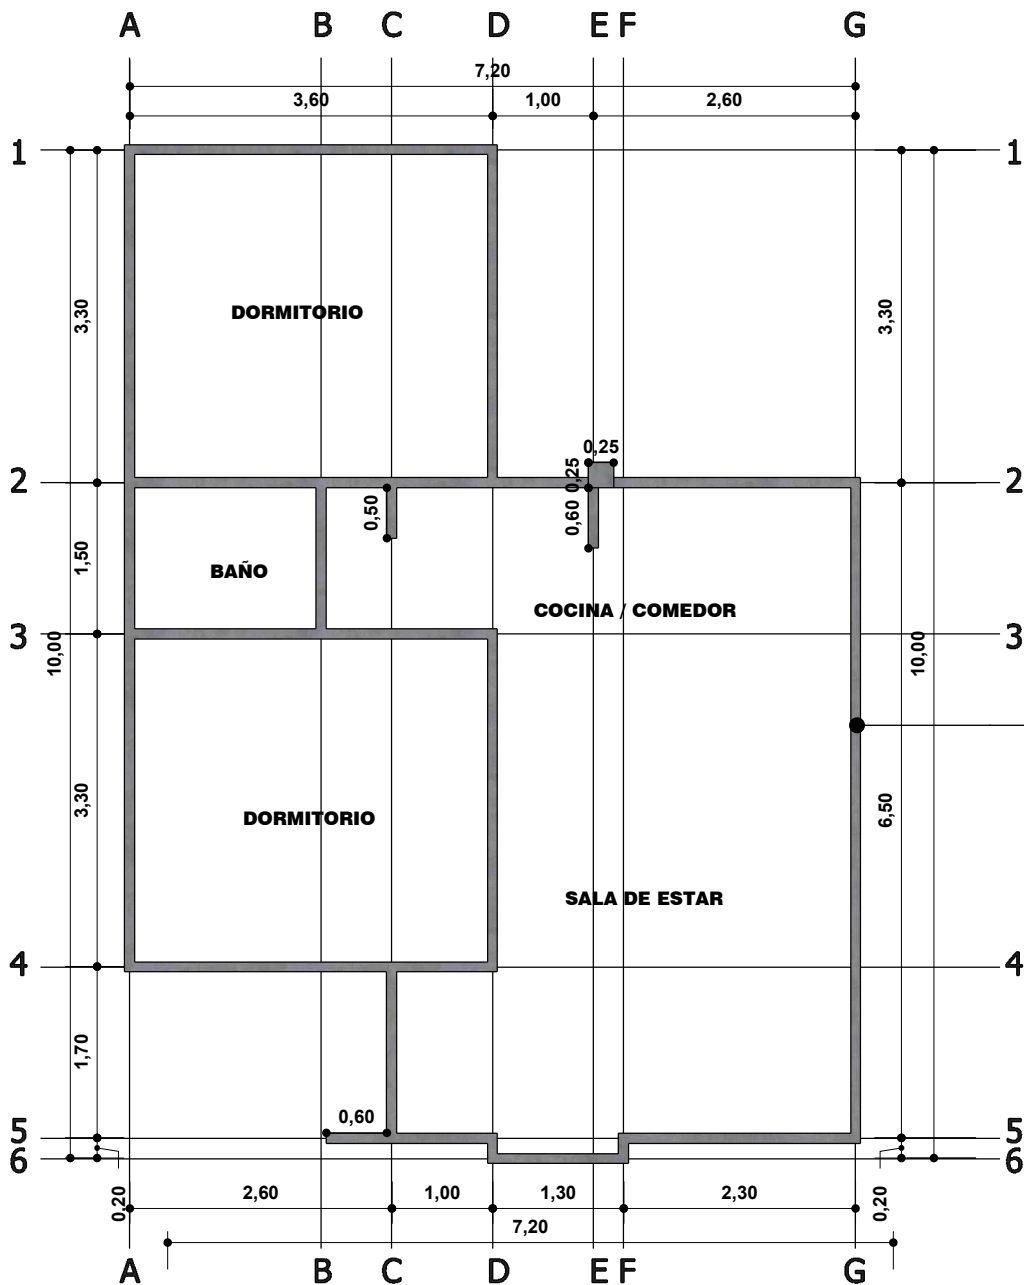 A B C D E F G
7,20
3,60 1,00 2,60
1 1
3,30 DORMITORIO 3,30
0,25
2 0,25 2
0,50 0,60
1,50 BAÑO
COCINA / COMEDOR
3 3
10,00 10,00
3,30 DORMITORIO 6,50
SALA DE ESTAR
4 4
1,70
0,60
5 5
6 6
0,20 2,60 1,00 1,30 2,30 0,20
7,20
A B C D E F G